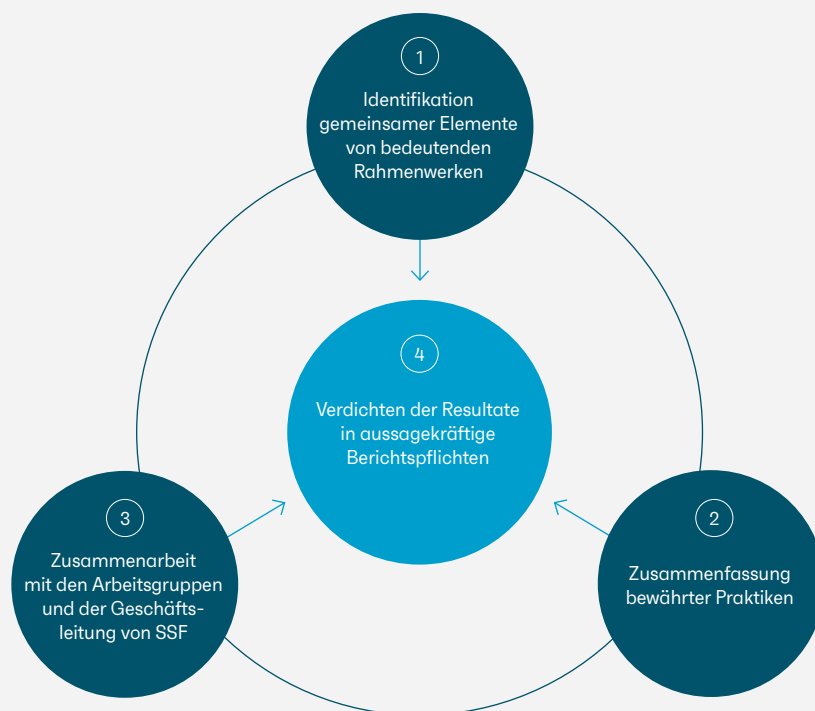 1
Identifikation
gemeinsamer Elemente
von bedeutenden
Rahmenwerken
4
Verdichten der Resultate
in aussagekräftige
Berichtspflichten
3
Zusammenarbeit
mit den Arbeitsgruppen
und der Geschäfts-
leitung von SSF
2
Zusammenfassung
bewährter Praktiken